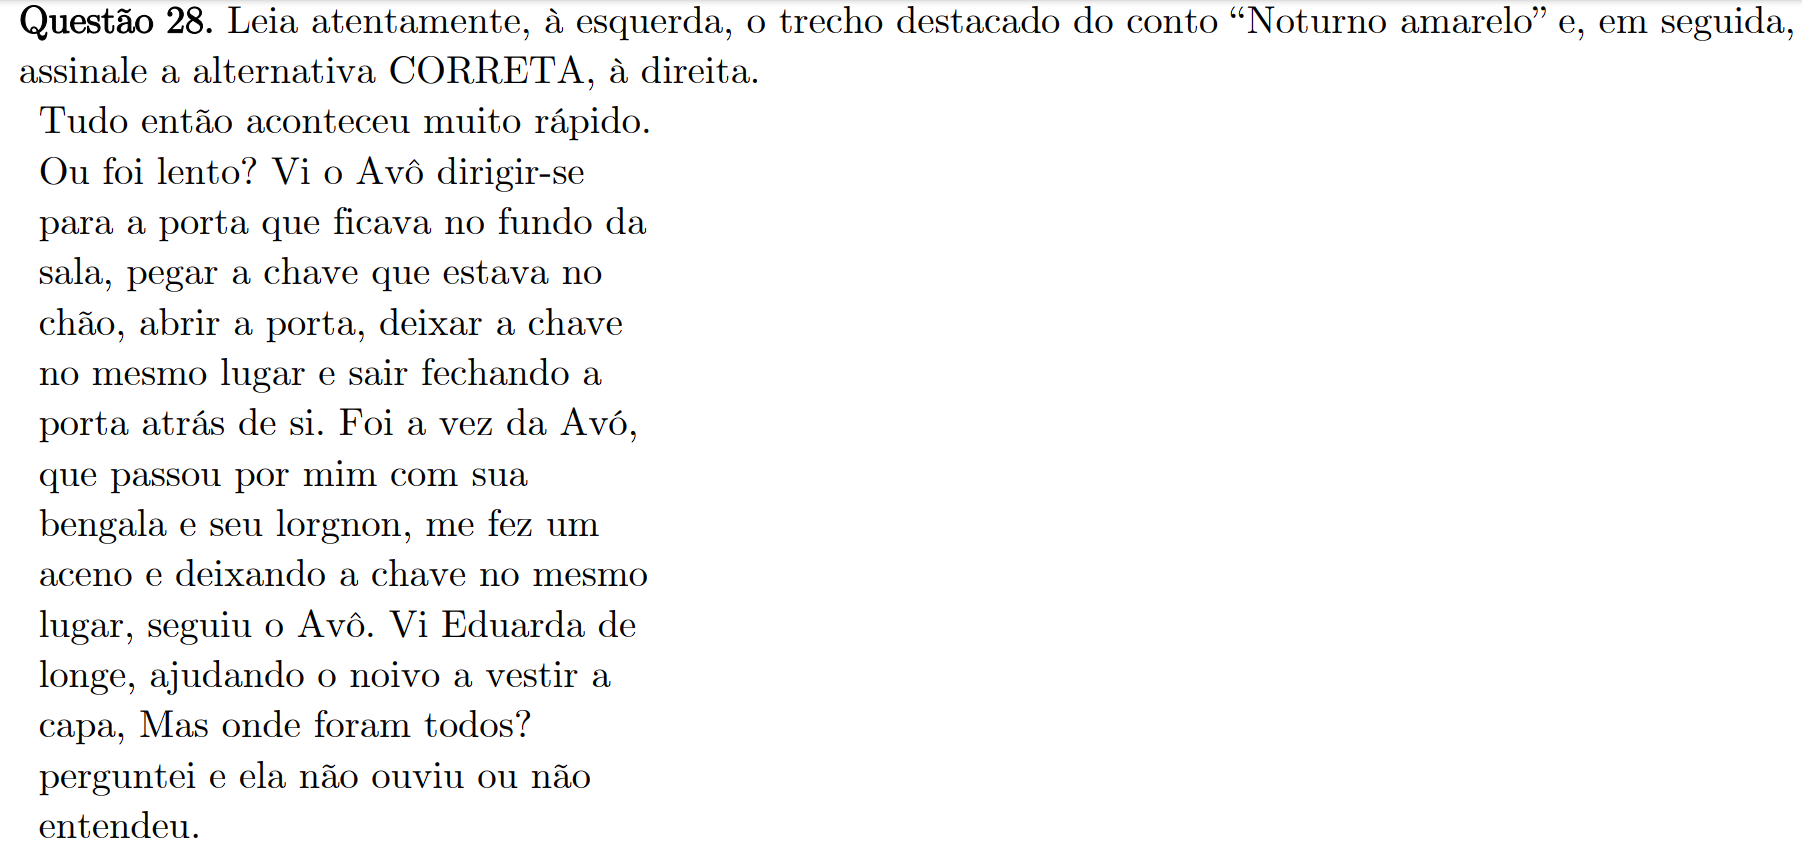 Questão 28. Leia atentamente, à esquerda, o trecho destacado do conto “Noturno amarelo” e, em seguida,
assinale a alternativa CORRETA, à direita.
Tudo então aconteceu muito rápido.
Ou foi lento? Vi o Avô dirigir-se
para a porta que ficava no fundo da
sala, pegar a chave que estava no
chão, abrir a porta, deixar a chave
no mesmo lugar e sair fechando a
porta atrás de si. Foi a vez da Avó,
que passou por mim com sua
bengala e seu lorgnon, me fez um
aceno e deixando a chave no mesmo
lugar, seguiu o Avô. Vi Eduarda de
longe, ajudando o noivo a vestir a
capa, Mas onde foram todos?
perguntei e ela não ouviu ou não
entendeu.